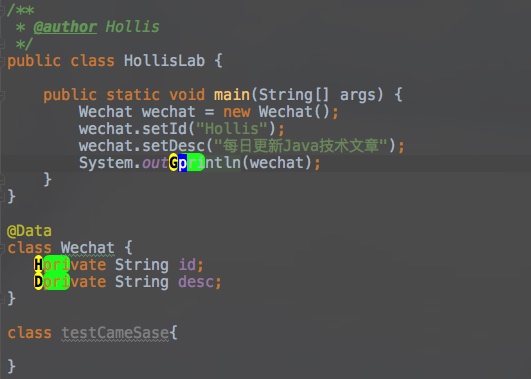 /**
* @author Hollis
*/
public class HollisLab {
public static void main(String[] args) {
Wechat wechat = new Wechat();
wechat.setId("Hollis");
wechat.setDesc("每日更新Java技术文章");
System.outGprintln(wechat);
}
}
@Data
class Wechat {
Hprivate String id;
Dprivate String desc;
}
class testCameSase{
}